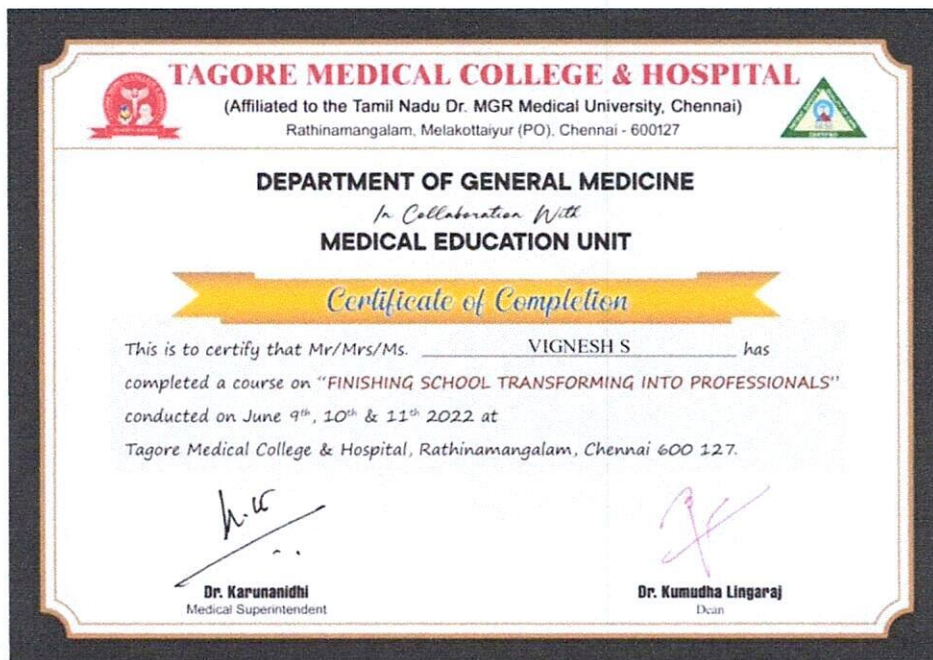 TAGORE MEDICAL COLLEGE & HOSPITAL
(Affiliated to the Tamil Nadu Dr. MGR Medical University, Chennai)
Rathinamangalam, Melakottaiyur (PO), Chennai - 600127
DEPARTMENT OF GENERAL MEDICINE
In Collaboration With
MEDICAL EDUCATION UNIT
Certificate of Completion
This is to certify that Mr/Mrs/Ms. VIGNESH S has
completed a course on "FINISHING SCHOOL TRANSFORMING INTO PROFESSIONALS"
conducted on June 9th, 10th & 11th 2022 at
Tagore Medical College & Hospital, Rathinamangalam, Chennai 600 127.
Dr. Karunanidhi
Medical Superintendent
Dr. Kumudha Lingaraj
Dean